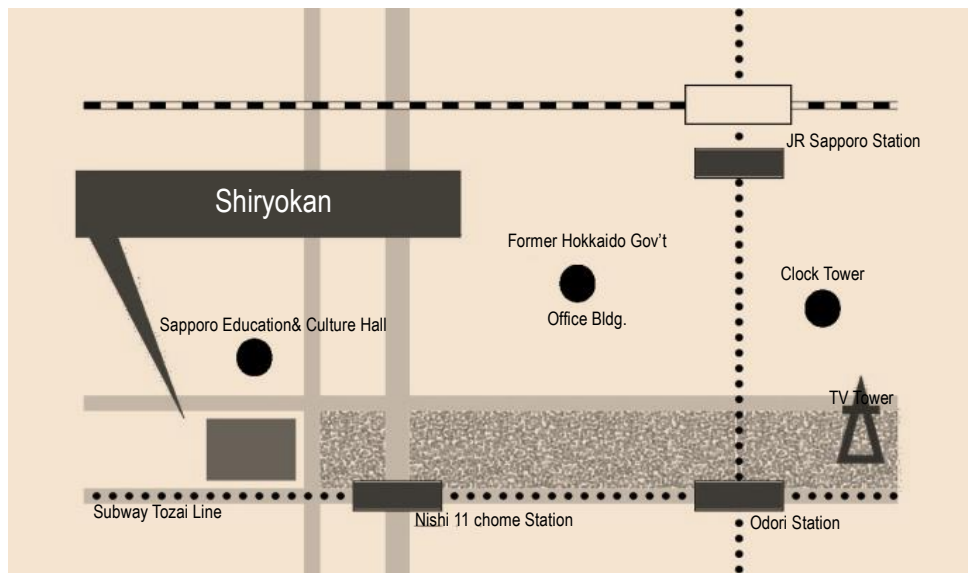 JR Sapporo Station
Shiryokan
Former Hokkaido Gov't
Office Bldg.
Clock Tower
Sapporo Education& Culture Hall
TV Tower
Subway Tozai Line
Nishi 11 chome Station
Odori Station